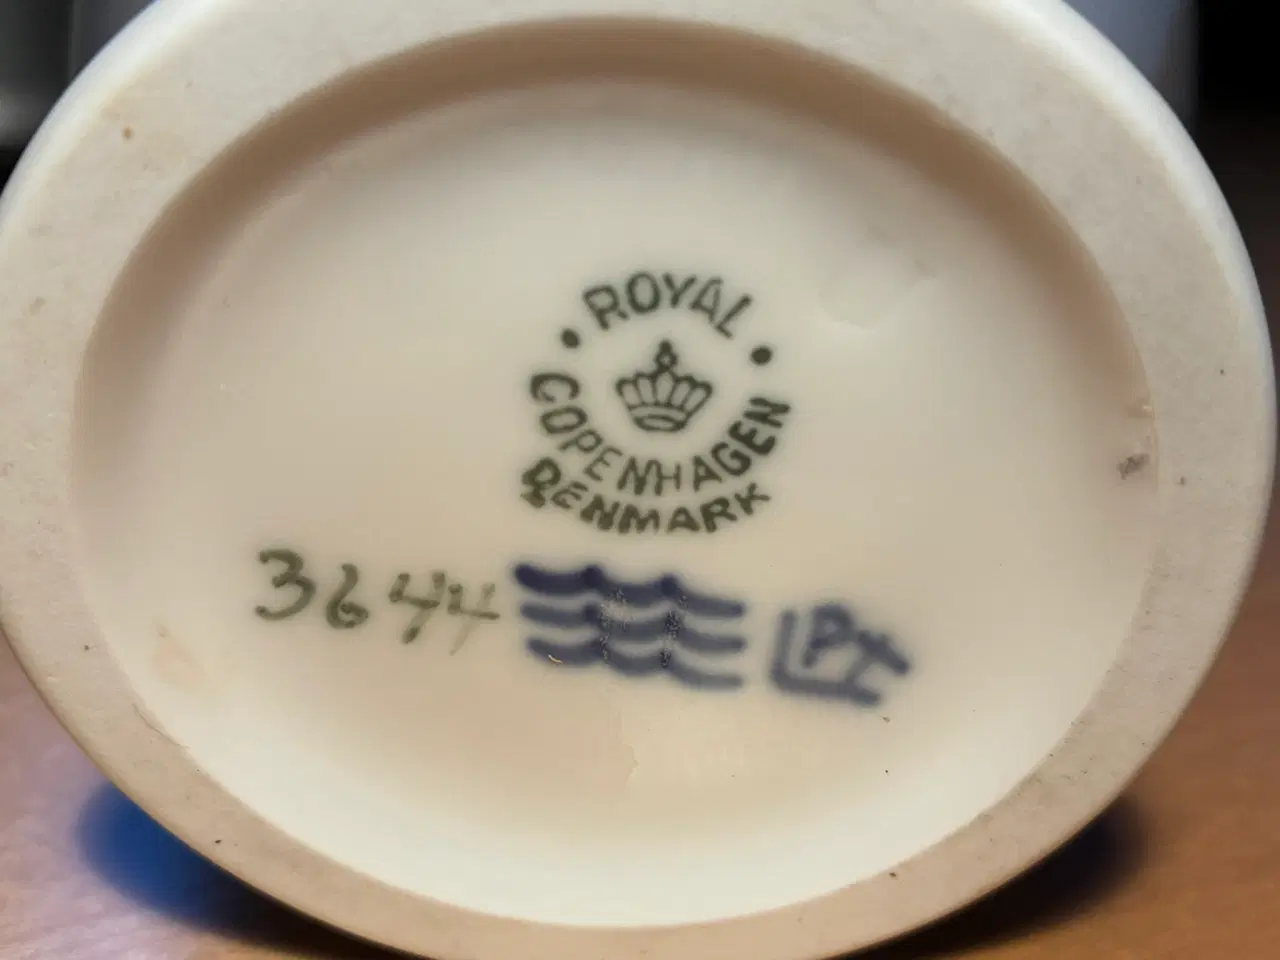 ROYAL
COPENHAGEN
DENMARK
3644